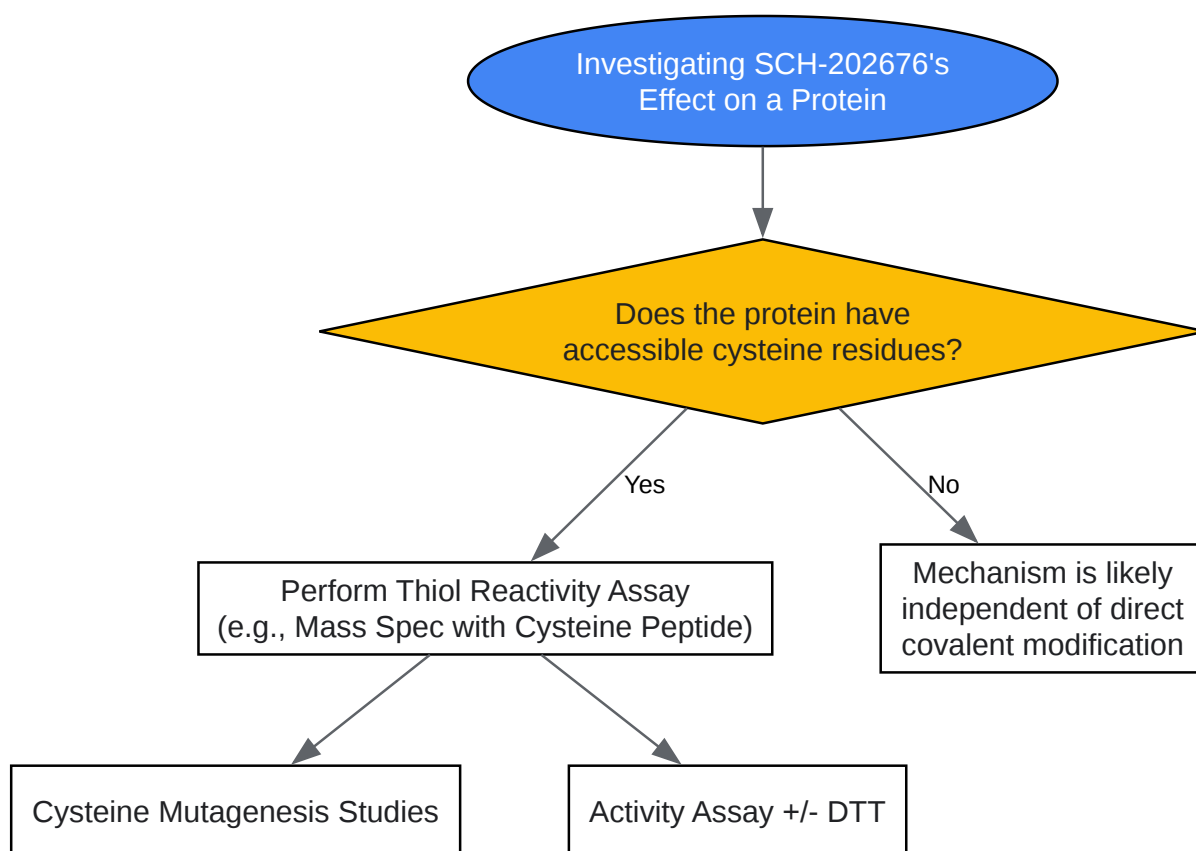 Investigating SCH-202676's
Effect on a Protein
Does the protein have
accessible cysteine residues?
Yes
No
Perform Thiol Reactivity Assay
(e.g., Mass Spec with Cysteine Peptide)
Mechanism is likely
independent of direct
covalent modification
Cysteine Mutagenesis Studies
Activity Assay +/- DTT